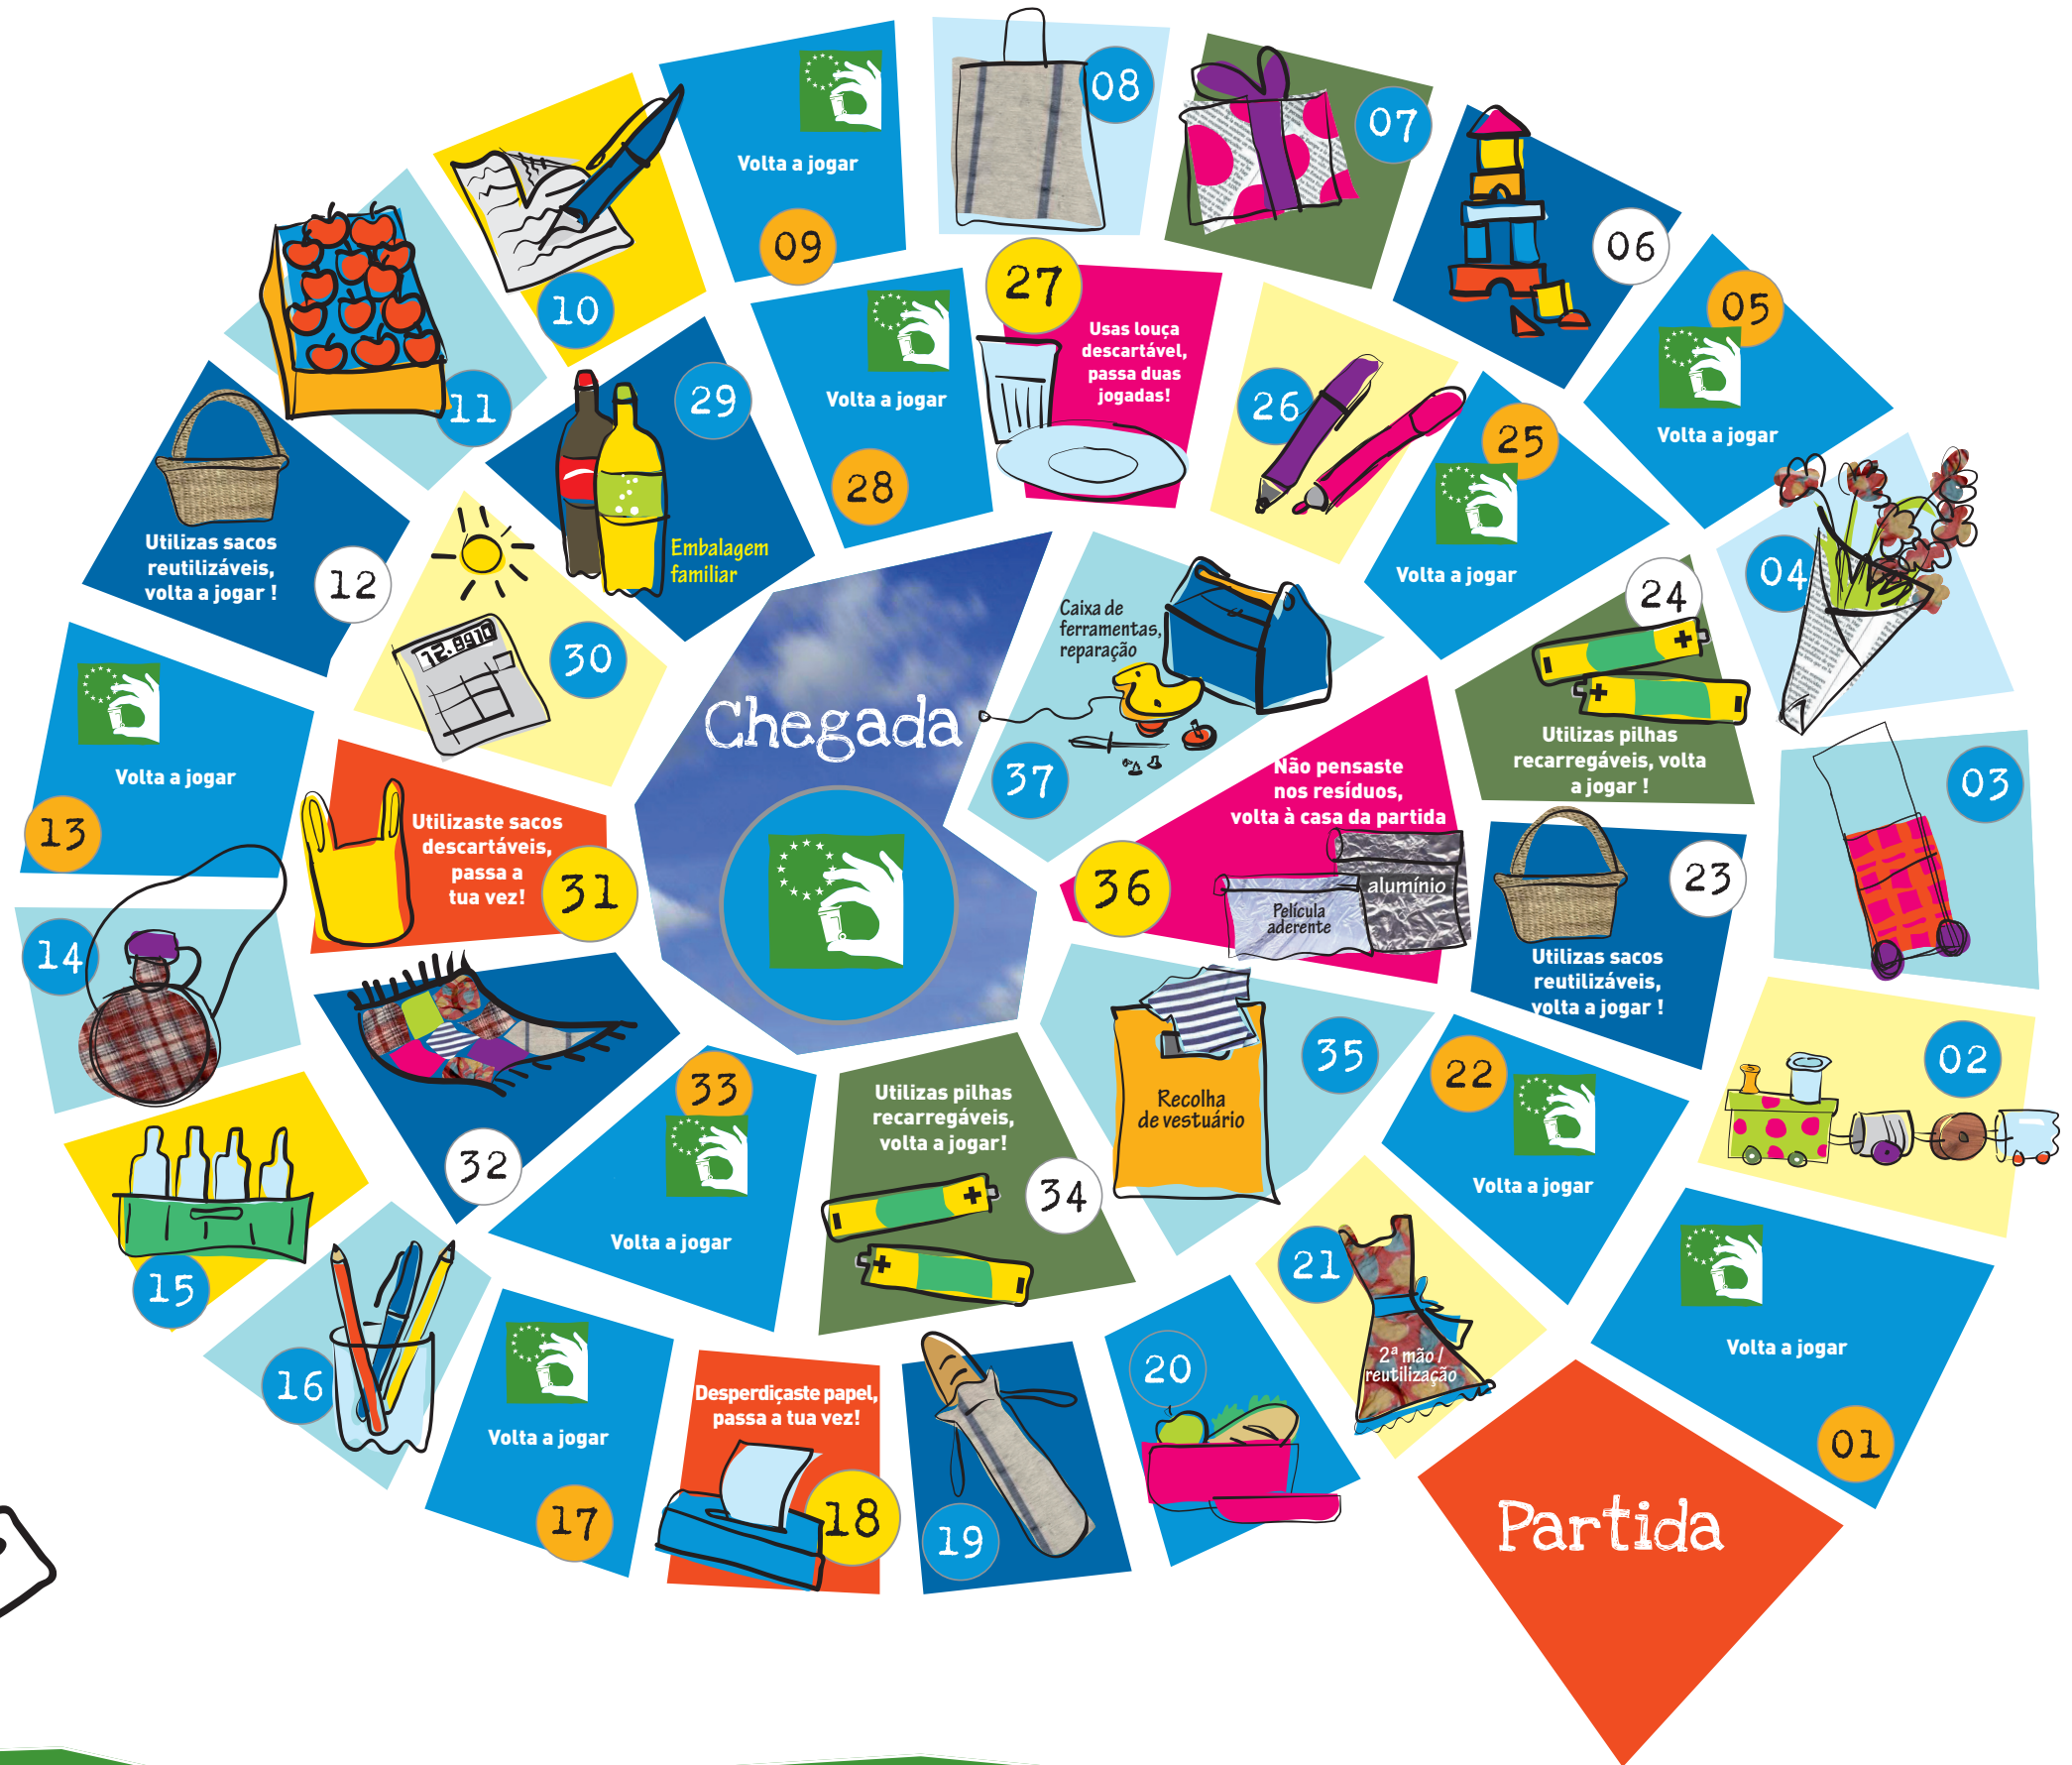 Partida
01
Volta a jogar
02
03
04
05
Volta a jogar
06
07
08
09
Volta a jogar
10
11
12
Utilizas sacos
reutilizáveis,
volta a jogar !
13
Volta a jogar
14
15
16
17
Volta a jogar
18
Desperdiçaste papel,
passa a tua vez!
19
20
21
2ª mão /
reutilização
22
Volta a jogar
23
Utilizas sacos
reutilizáveis,
volta a jogar !
24
Utilizas pilhas
recarregáveis, volta
a jogar !
25
Volta a jogar
26
27
Usas louça
descartável,
passa duas
jogadas!
28
Volta a jogar
29
Embalagem
familiar
30
12.8910
31
Utilizaste sacos
descartáveis,
passa a
tua vez!
32
33
Volta a jogar
34
Utilizas pilhas
recarregáveis,
volta a jogar!
35
Recolha
de vestuário
36
Não pensaste
nos resíduos,
volta à casa da partida
Película
aderente
alumínio
37
Caixa de
ferramentas,
reparação
Chegada